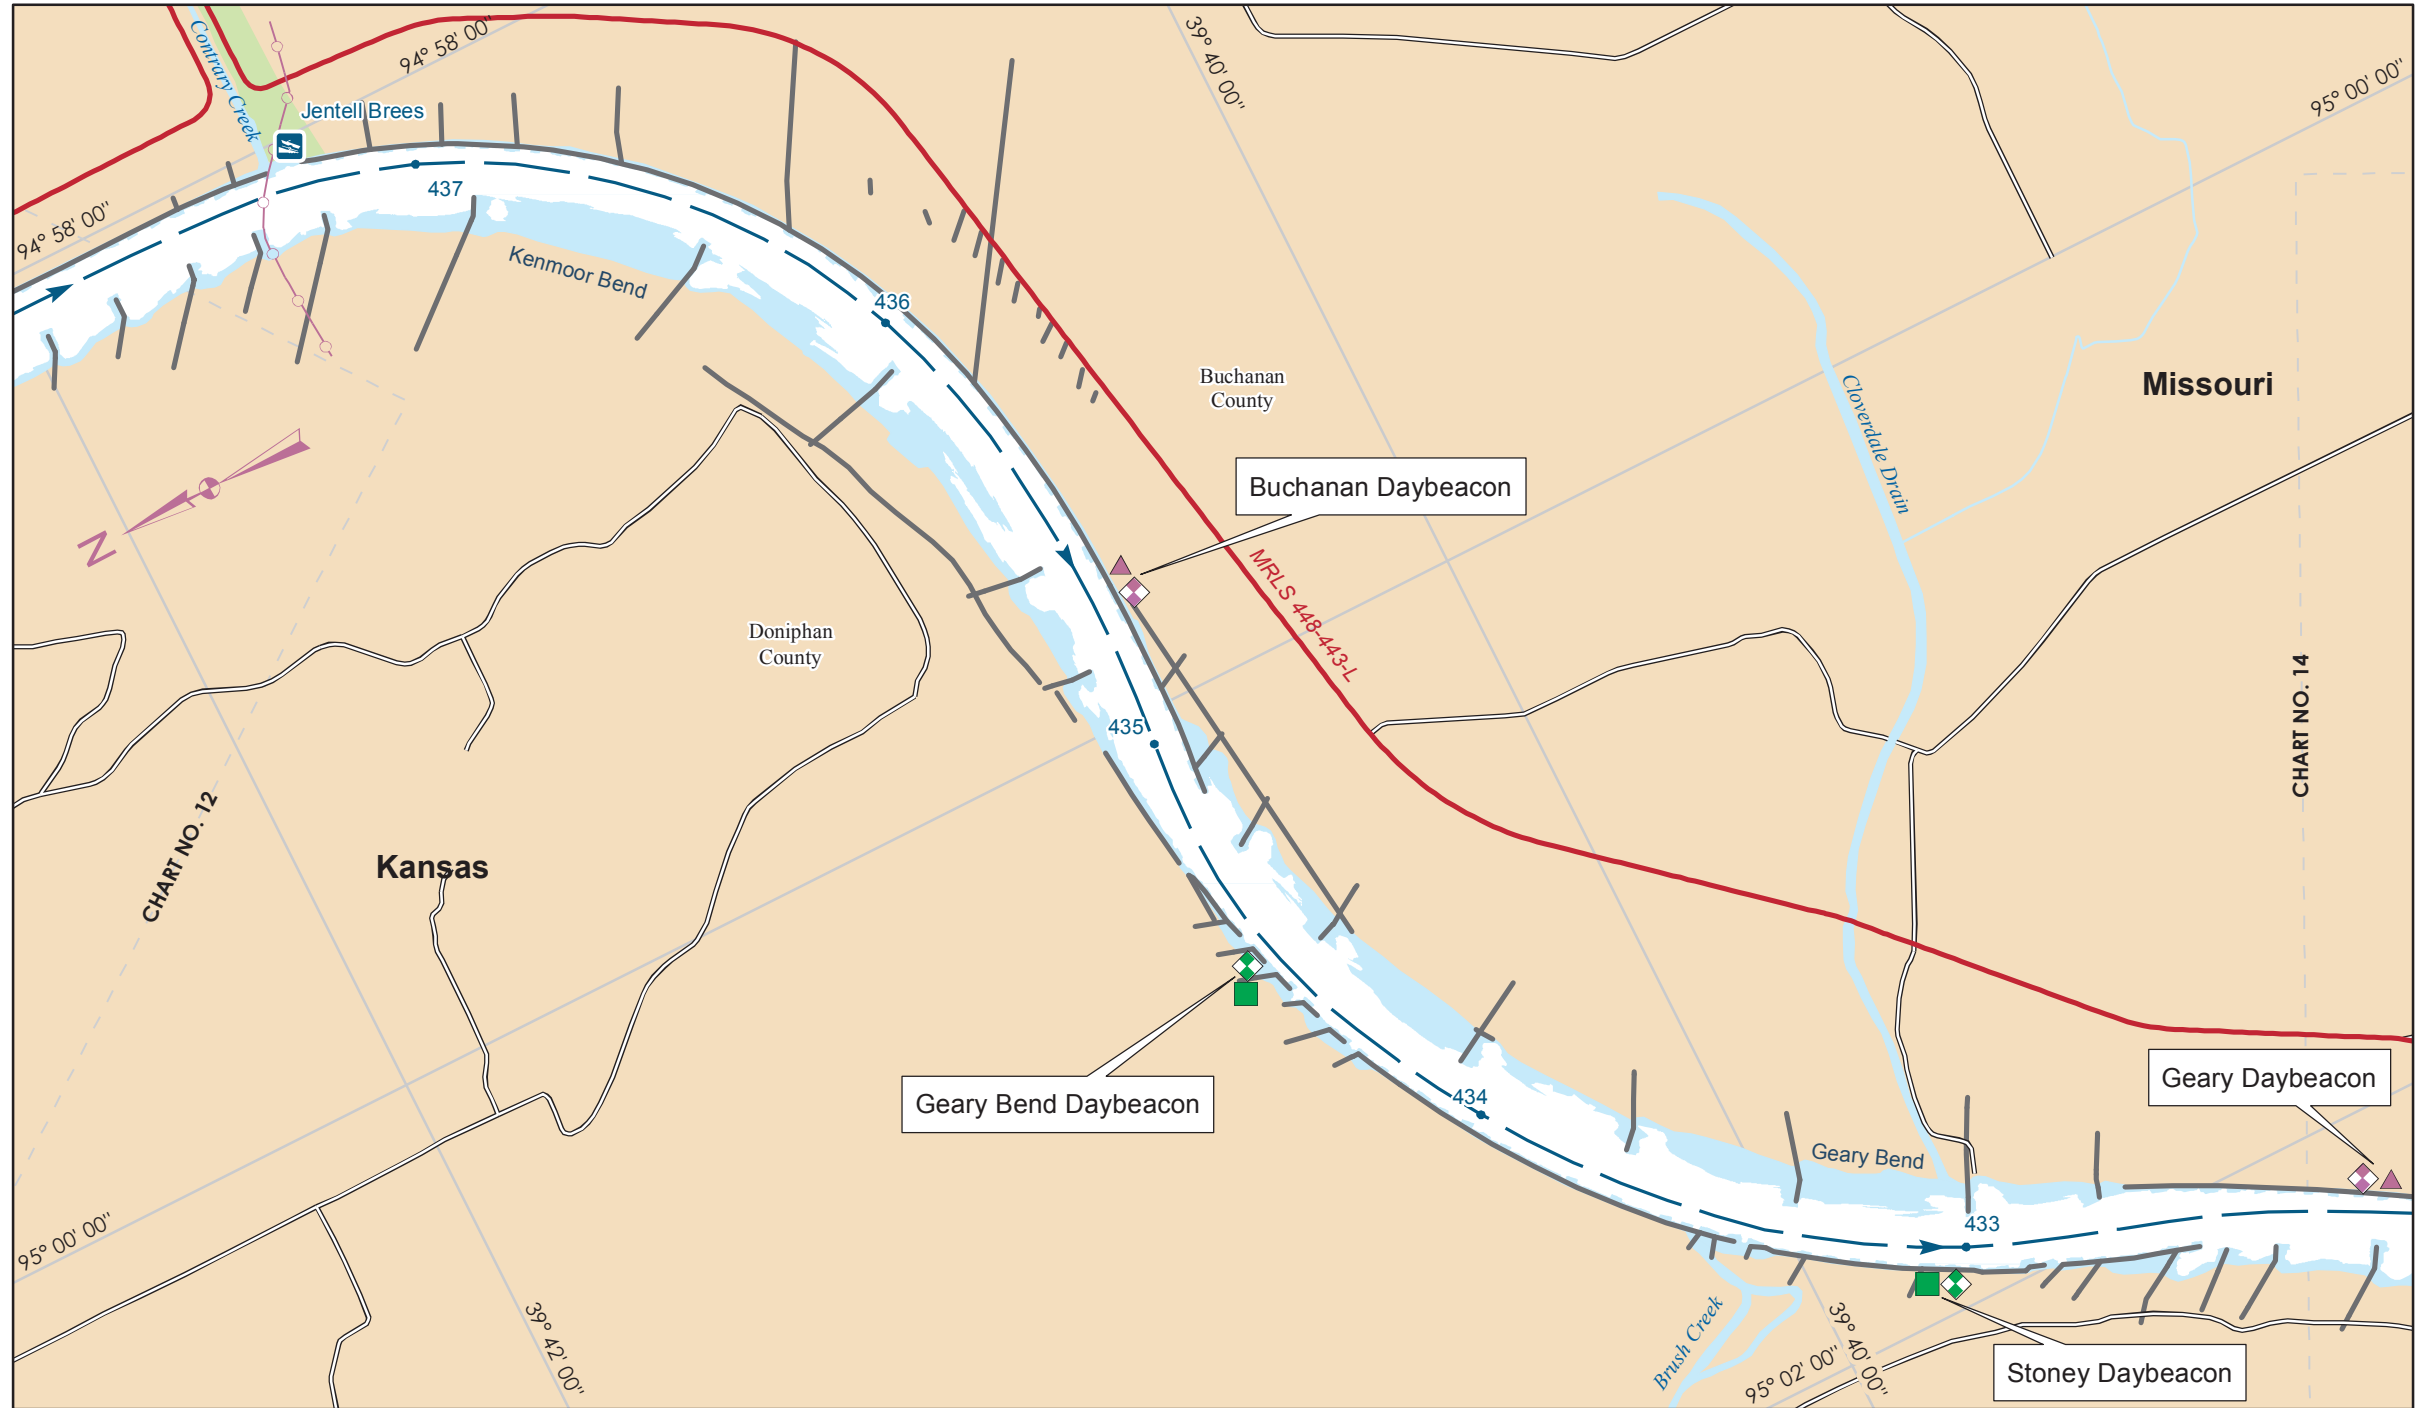 Contrary Creek
94° 58' 00"
39° 40' 00"
95° 00' 00"
Jentell Brees
437
94° 58' 00"
Kenmoor Bend
436
Buchanan
County
Missouri
Cloverdale Drain
Buchanan Daybeacon
N
MRLS 448-443-L
Doniphan
County
435
CHART NO. 14
CHART NO. 12
Kansas
Geary Bend Daybeacon
434
Geary Daybeacon
Geary Bend
433
95° 00' 00"
39° 42' 00"
Brush Creek
39° 40' 00"
95° 02' 00"
Stoney Daybeacon